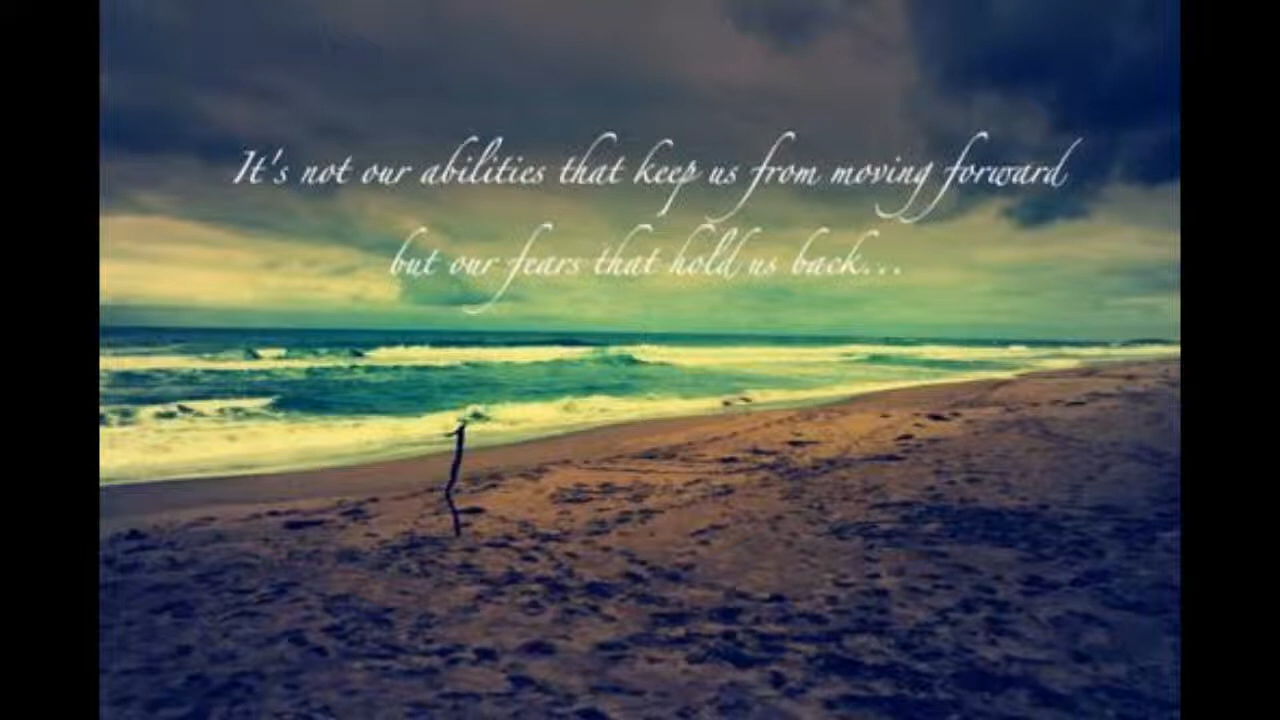 It's not our abilities that keep us from moving forward
but our fears that hold us back...